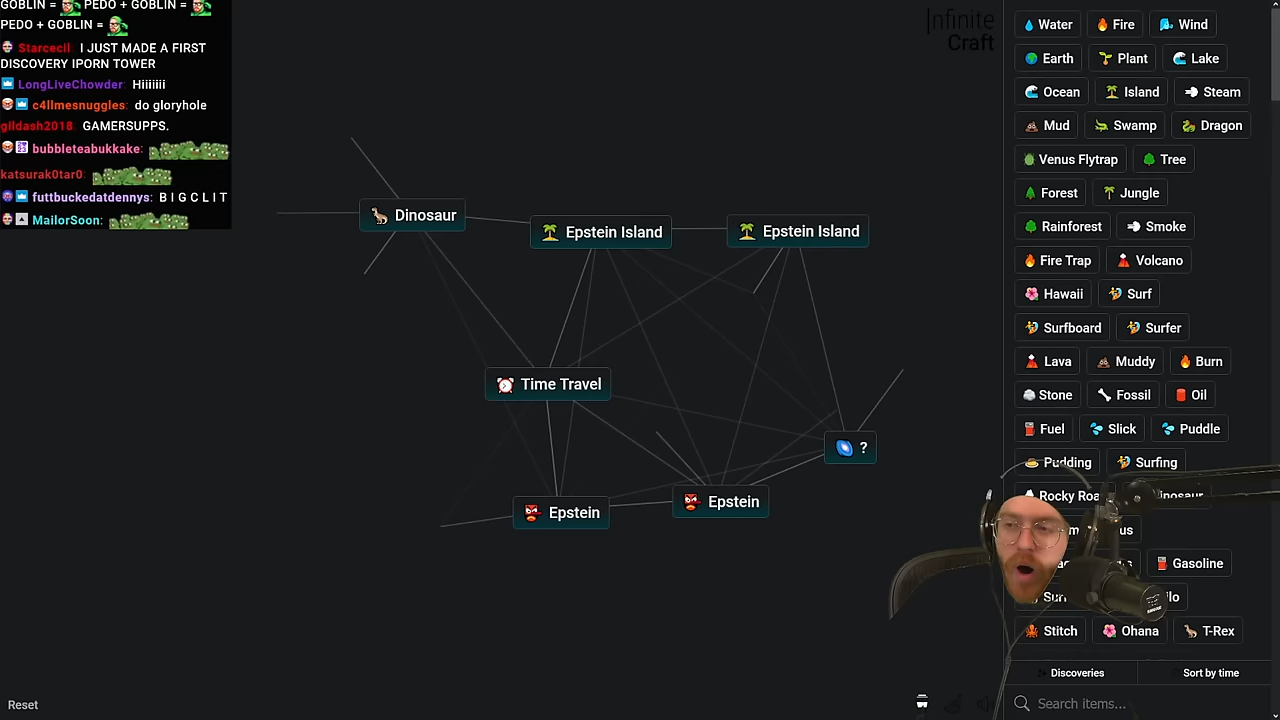 GOBLIN = PEDO + GOBLIN =
PEDO + GOBLIN =
Starcecil I JUST MADE A FIRST
DISCOVERY IPORN TOWER
LongLiveChowder: Hiiiiiii
c4llmesnuggles: do gloryhole
gildash2018 GAMERSUPPS.
bubbleteabukkake:
katsurak0tar0:
futtbuckedatdennys: B I G C L I T
MailorSoon:
Infinite
Craft
Dinosaur
Epstein Island
Epstein Island
Time Travel
?
Epstein
Epstein
Reset
Water Fire Wind
Earth Plant Lake
Ocean Island Steam
Mud Swamp Dragon
Venus Flytrap Tree
Forest Jungle
Rainforest Smoke
Fire Trap Volcano
Hawaii Surf
Surfboard Surfer
Lava Muddy Burn
Stone Fossil Oil
Fuel Slick Puddle
Pudding Surfing
Rocky
Gasoline
Stitch Ohana T-Rex
Discoveries Sort by time
Search items...